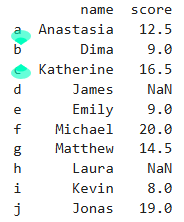 name score
a Anastasia 12.5
b Dima 9.0
c Katherine 16.5
d James NaN
e Emily 9.0
f Michael 20.0
g Matthew 14.5
h Laura NaN
i Kevin 8.0
j Jonas 19.0